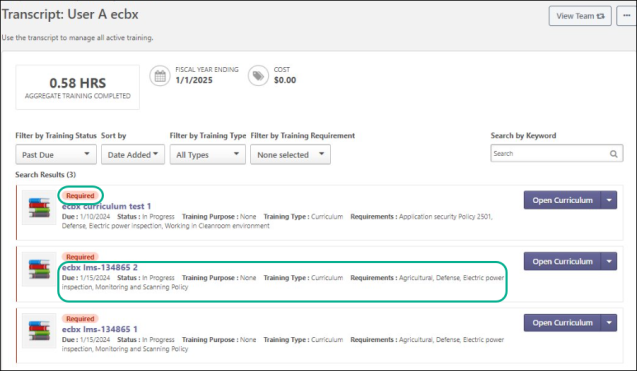 Transcript: User A ecbx
View Team
Use the transcript to manage all active training.
0.58 HRS
AGGREGATE TRAINING COMPLETED
FISCAL YEAR ENDING
1/1/2025
COST
$0.00
Filter by Training Status
Sort by
Filter by Training Type
Filter by Training Requirement
Search by Keyword
Past Due
Date Added
All Types
None selected
Search
Search Results (3)
Required
ecbx curriculum test 1
Due : 1/10/2024 Status : In Progress Training Purpose : None Training Type : Curriculum Requirements : Application security Policy 2501,
Defense, Electric power inspection, Working in Cleanroom environment
Open Curriculum
Required
ecbx lms-134865 2
Due : 1/15/2024 Status : In Progress Training Purpose : None Training Type : Curriculum Requirements : Agricultural, Defense, Electric power
inspection, Monitoring and Scanning Policy
Open Curriculum
Required
ecbx lms-134865 1
Due : 1/15/2024 Status : In Progress Training Purpose : None Training Type : Curriculum Requirements : Agricultural, Defense, Electric power
inspection, Monitoring and Scanning Policy
Open Curriculum